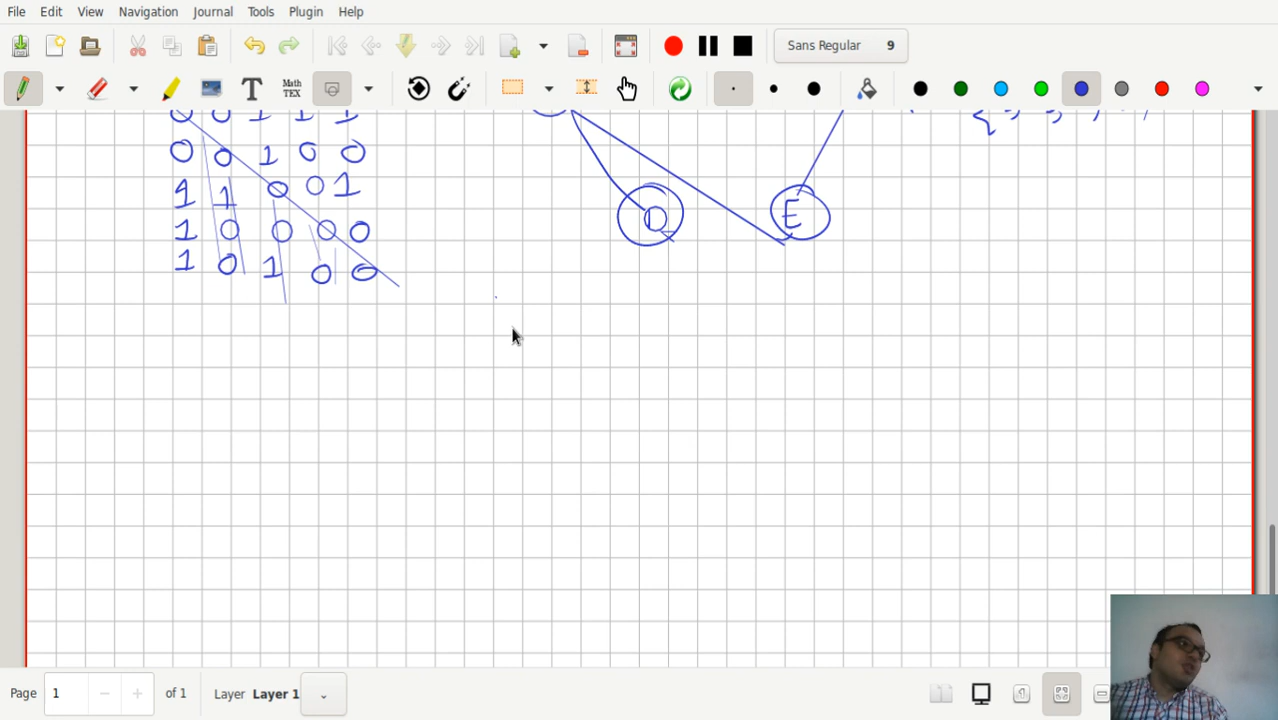 File Edit View Navigation Journal Tools Plugin Help
Sans Regular 9
T Math TEX
0 0 1 1 1
0 0 1 0 0
1 1 0 0 1
1 0 0 0 0
1 0 1 0 0
D E
Page 1 of 1 Layer Layer 1